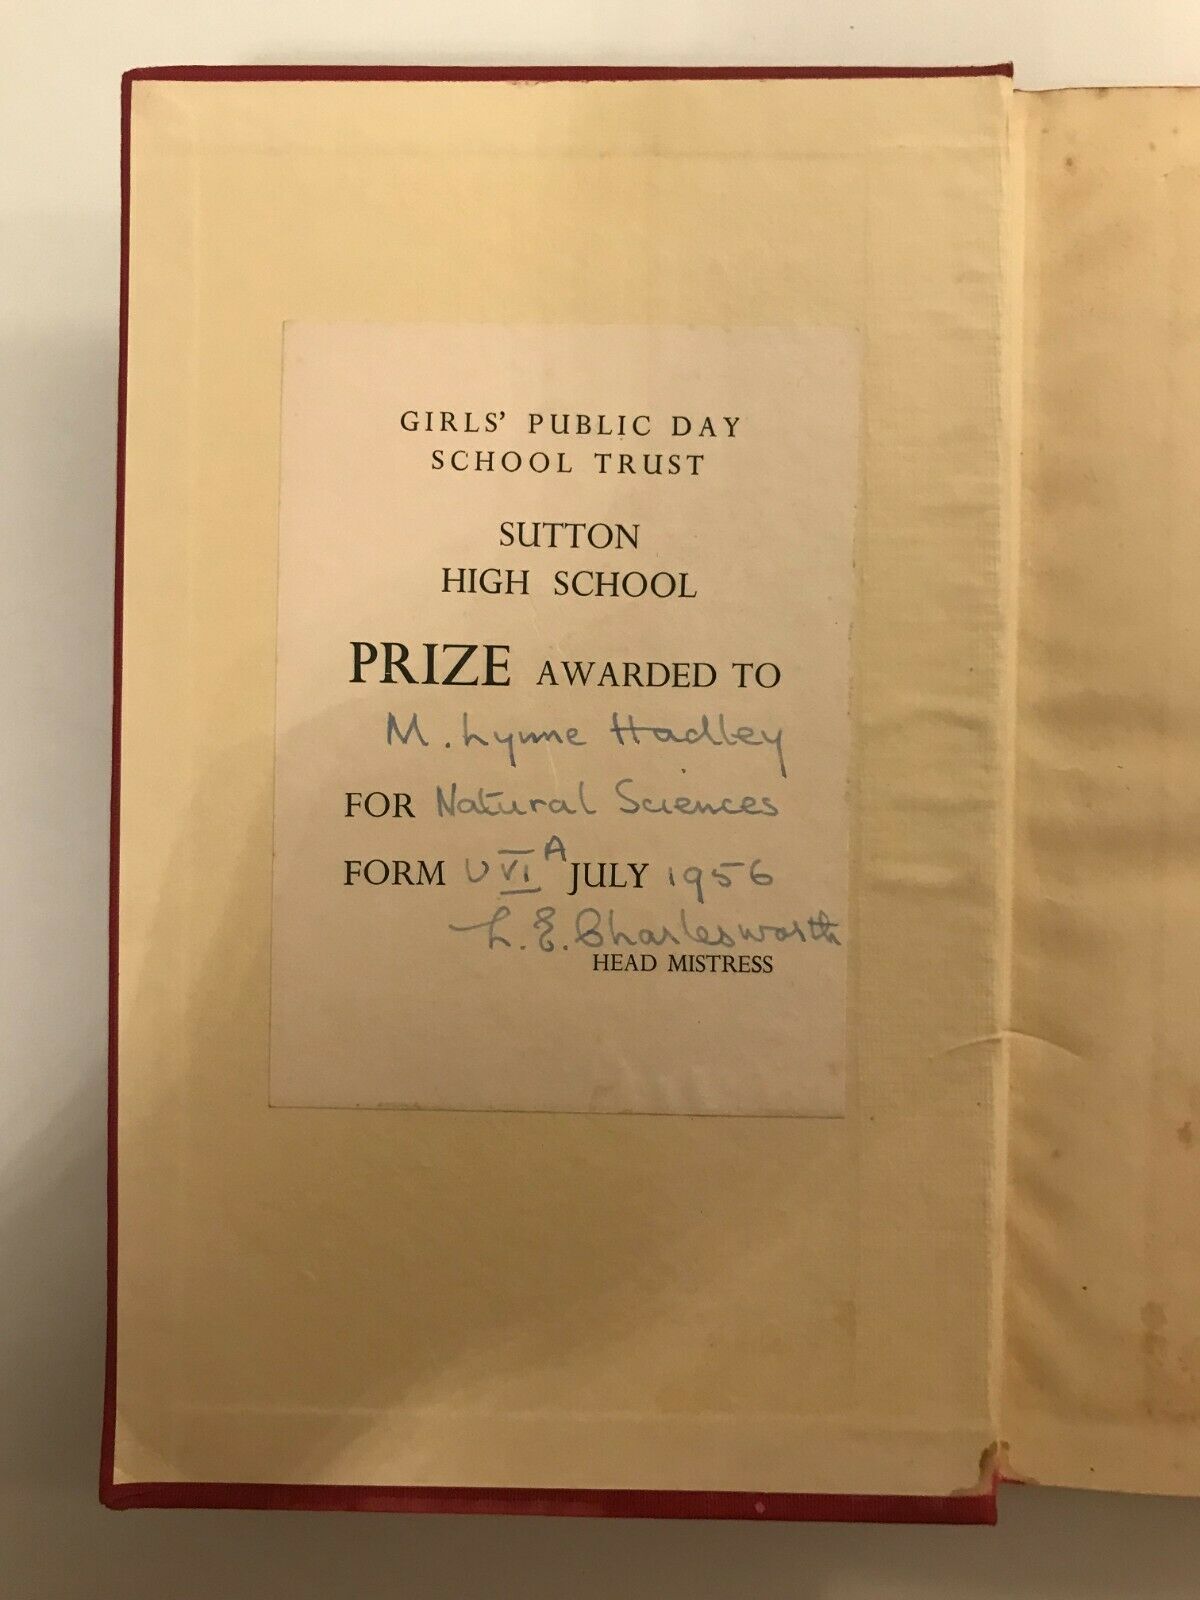 GIRLS' PUBLIC DAY
SCHOOL TRUST
SUTTON
HIGH SCHOOL
PRIZE AWARDED TO
M. Lynne Hadley
FOR Natural Sciences
FORM U VI A JULY 1956
L. E. Charlesworth
HEAD MISTRESS